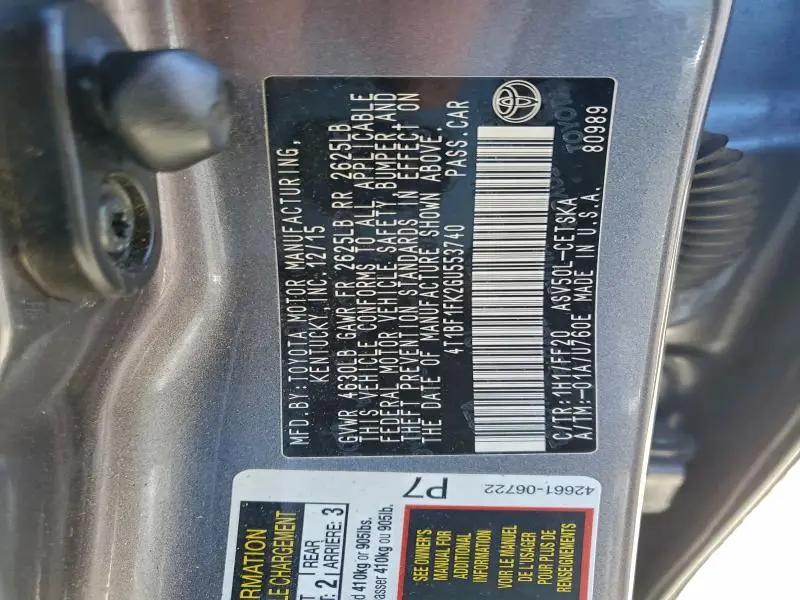 MFD.BY:TOYOTA MOTOR MANUFACTURING,
KENTUCKY, INC. 12/15
GVWR 4630LB GAWR FR 2625LB RR 2625LB
THIS VEHICLE CONFORMS TO ALL APPLICABLE
FEDERAL MOTOR VEHICLE SAFETY, BUMPER AND
THEFT PREVENTION STANDARDS IN EFFECT ON
THE DATE OF MANUFACTURE SHOWN ABOVE.
4T1BF1FK2GU553740 PASS.CAR
C/TR:1H1/FF20 ASV50L-CETSKA
A/TM:-01A/U760E MADE IN U.S.A. 80989
TOYOTA
ORMATION
LE CHARGEMENT
2 REAR
ARRIÈRE: 3
410kg or 905lbs.
asser 410kg ou 905lb.
P7
SEE OWNER'S
MANUAL FOR
ADDITIONAL
INFORMATION
VOIR LE MANUEL
DE L'USAGER
POUR PLUS DE
RENSEIGNEMENTS
42661-06722